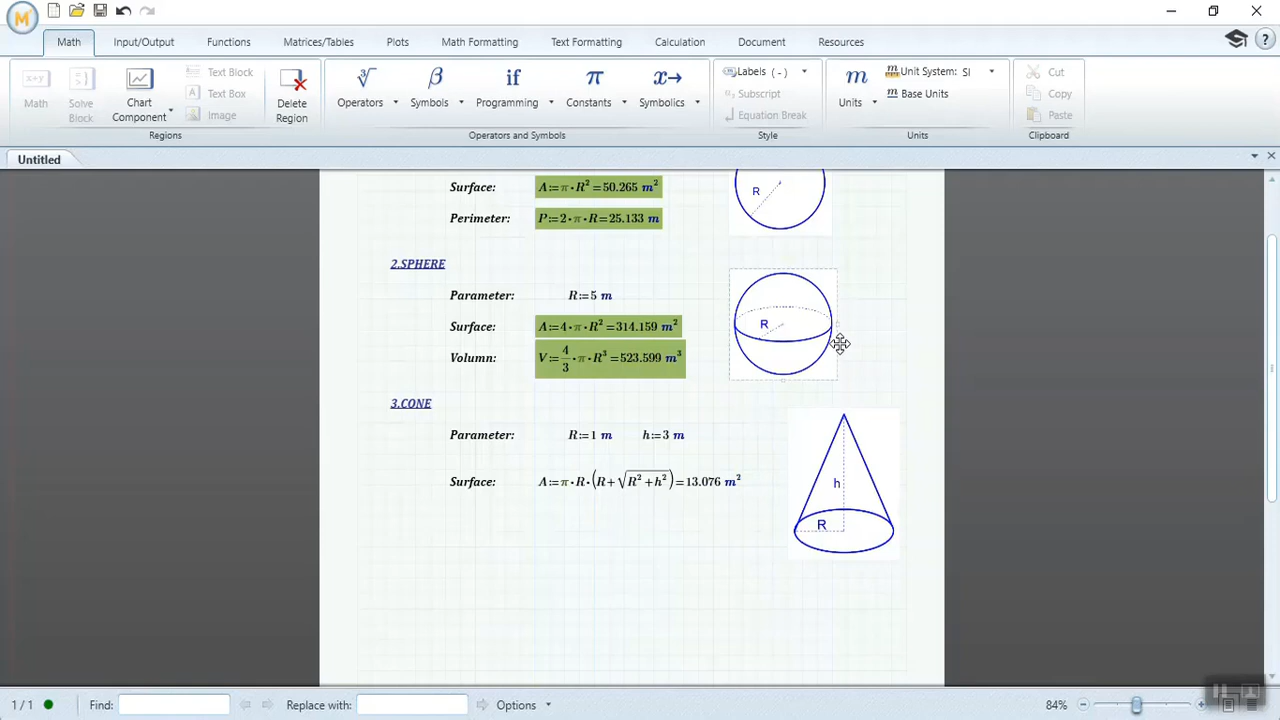 M
Math Input/Output Functions Matrices/Tables Plots Math Formatting Text Formatting Calculation Document Resources ?
Math
Solve Block
Chart Component
Text Block
Text Box
Image
Delete Region
Regions
Operators
β Symbols
if Programming
π Constants
x→ Symbolics
Operators and Symbols
Labels ( - )
Subscript
Equation Break
Style
m Units
Unit System: SI
m Base Units
Units
Cut
Copy
Paste
Clipboard
Untitled
Surface: A:=π·R²=50.265 m²
R
Perimeter: P:=2·π·R=25.133 m
2.SPHERE
Parameter: R:=5 m
Surface: A:=4·π·R²=314.159 m²
R
Volumn: V:=4/3·π·R³=523.599 m³
3.CONE
Parameter: R:=1 m h:=3 m
Surface: A:=π·R·(R+√(R²+h²))=13.076 m²
h
R
1 / 1 Find: Replace with: Options 84%